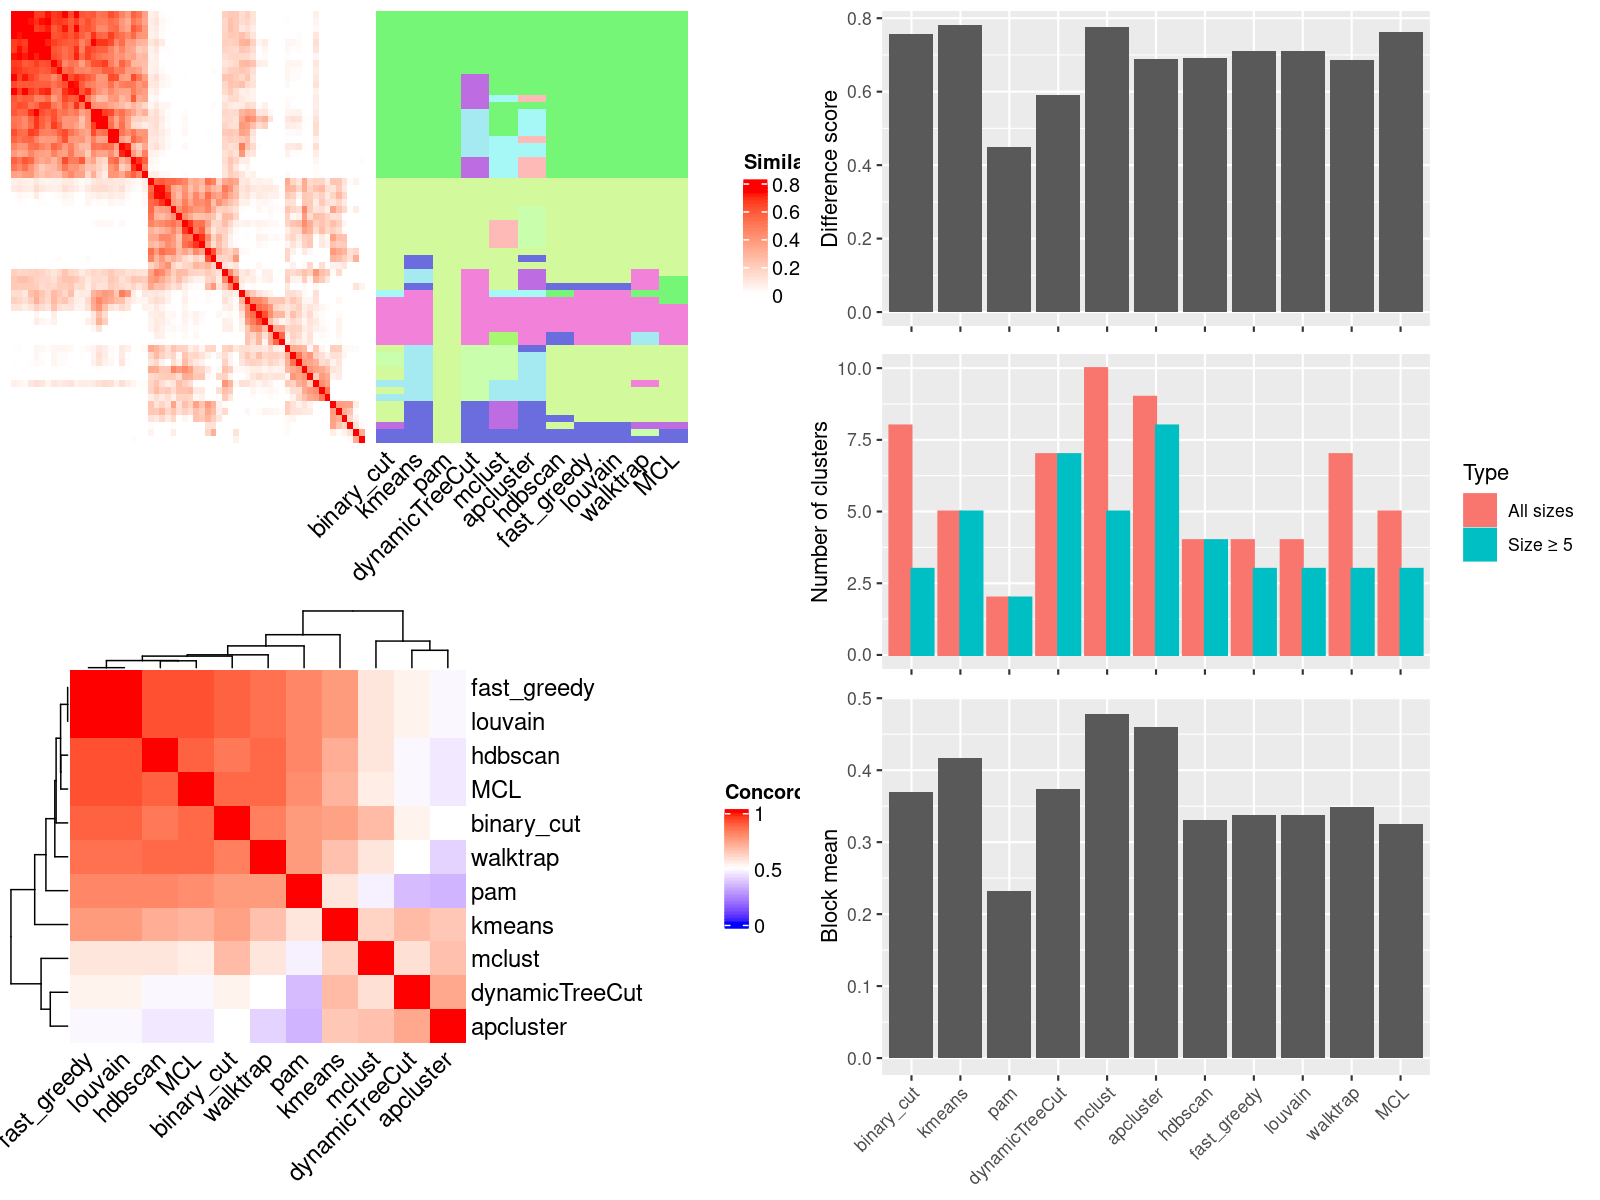 Simila
0.8
0.6
0.4
0.2
0
binary_cut
kmeans
pam
dynamicTreeCut
mclust
apcluster
hdbscan
fast_greedy
louvain
walktrap
MCL
fast_greedy
louvain
hdbscan
MCL
binary_cut
walktrap
pam
kmeans
mclust
dynamicTreeCut
apcluster
fast_greedy
louvain
hdbscan
MCL
binary_cut
walktrap
pam
kmeans
mclust
dynamicTreeCut
apcluster
Concord
1
0.5
0
Difference score
0.8
0.6
0.4
0.2
0.0
Number of clusters
10.0
7.5
5.0
2.5
0.0
Type
All sizes
Size ≥ 5
Block mean
0.5
0.4
0.3
0.2
0.1
0.0
binary_cut
kmeans
pam
dynamicTreeCut
mclust
apcluster
hdbscan
fast_greedy
louvain
walktrap
MCL